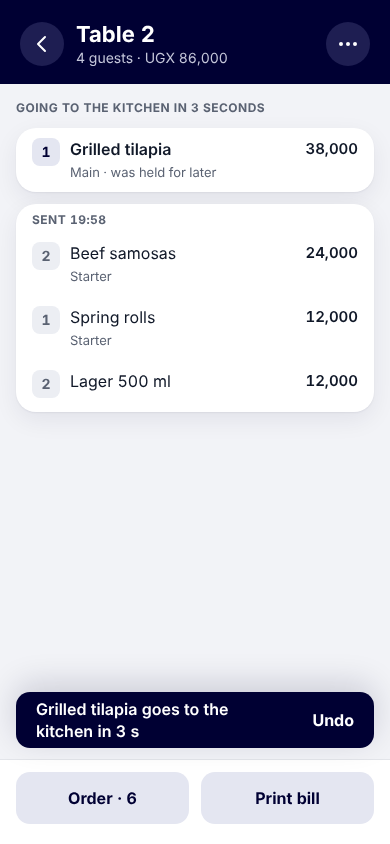 Table 2
4 guests · UGX 86,000
GOING TO THE KITCHEN IN 3 SECONDS
1 Grilled tilapia 38,000
Main · was held for later
SENT 19:58
2 Beef samosas 24,000
Starter
1 Spring rolls 12,000
Starter
2 Lager 500 ml 12,000
Grilled tilapia goes to the
kitchen in 3 s
Undo
Order · 6
Print bill